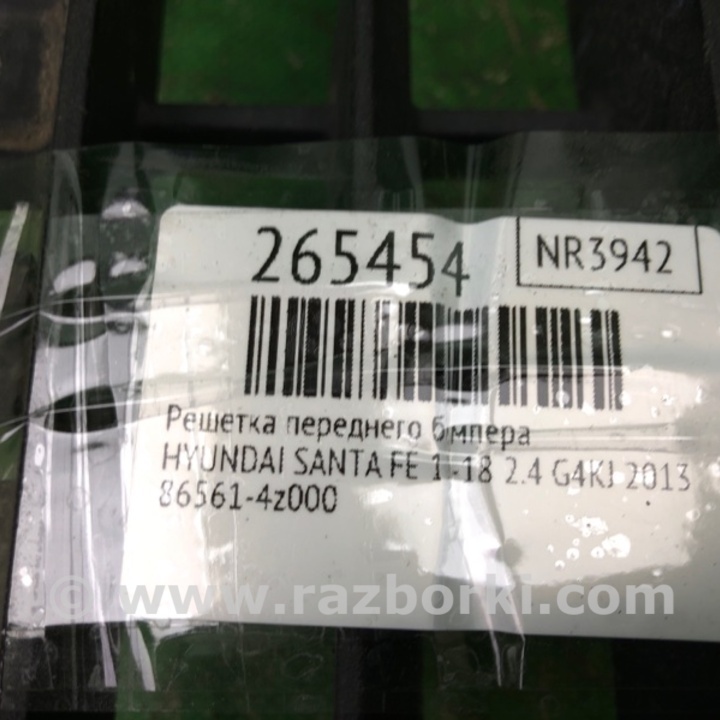 265454
NR3942
Решетка переднего бмпера
HYUNDAI SANTA FE 1-18 2.4 G4KJ 2013
86561-4z000
© www.razborki.com